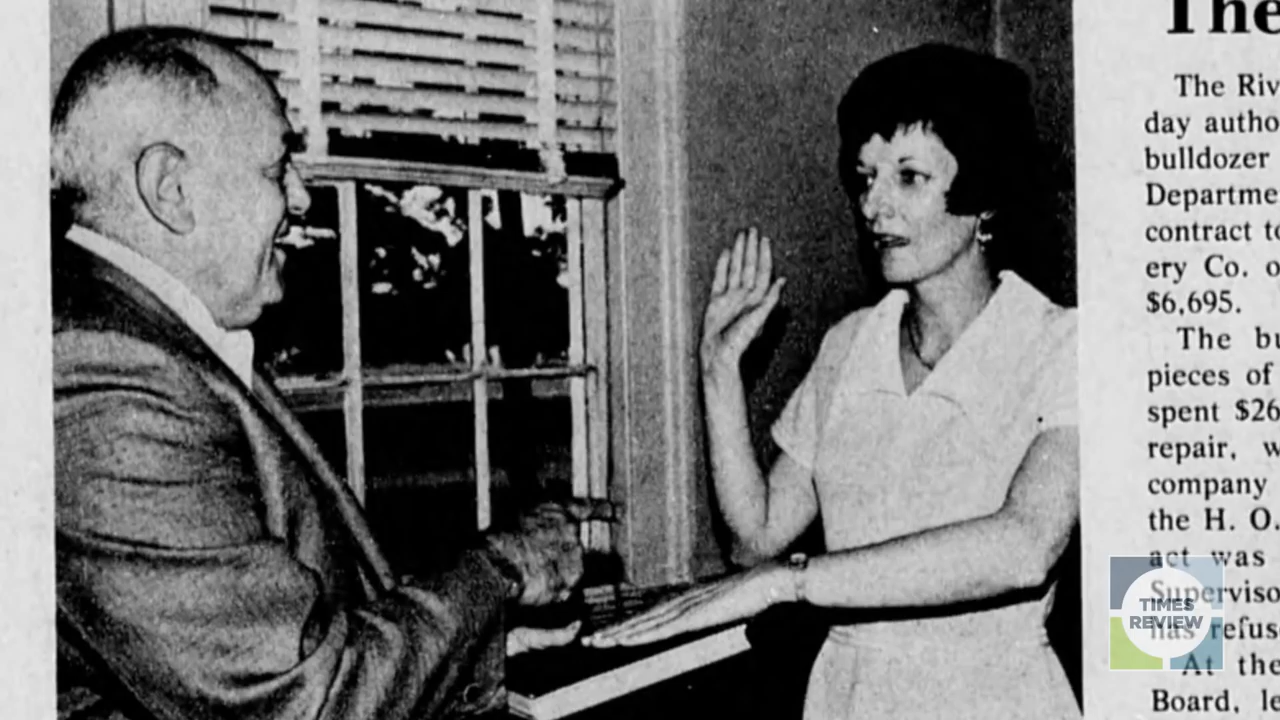 The
The Riv
day autho
bulldozer
Departme
contract to
ery Co. o
$6,695.
The bu
pieces of
spent $26
repair, w
company
the H. O.
act was
Superviso
has refus
At the
Board, le
TIMES
REVIEW